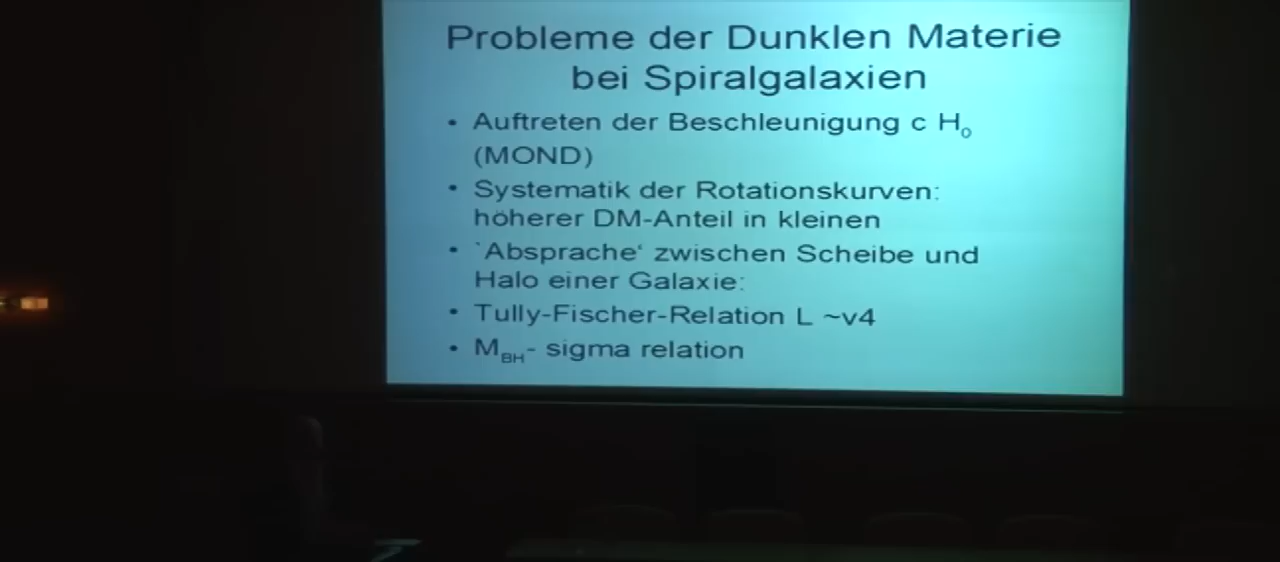 Probleme der Dunklen Materie
bei Spiralgalaxien
• Auftreten der Beschleunigung c H₀
(MOND)
• Systematik der Rotationskurven:
höherer DM-Anteil in kleinen
• `Absprache‘ zwischen Scheibe und
Halo einer Galaxie:
• Tully-Fischer-Relation L ~v4
• M_BH- sigma relation